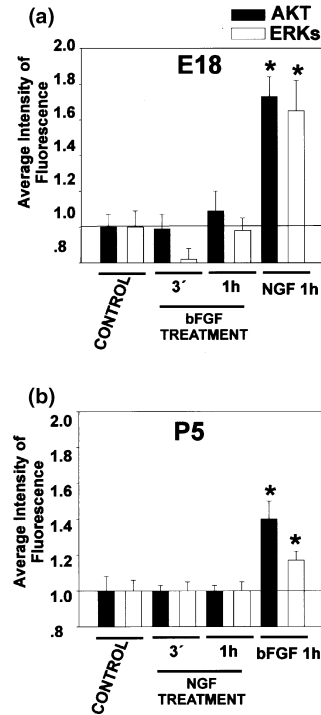 AKT
ERKs
(a)
E18
Average Intensity of
Fluorescence
2.0
1.8
1.6
1.4
1.2
1.0
.8
*
*
CONTROL
3´
1h
NGF 1h
bFGF
TREATMENT
(b)
P5
Average Intensity of
Fluorescence
2.0
1.8
1.6
1.4
1.2
1.0
.8
*
*
CONTROL
3´
1h
bFGF 1h
NGF
TREATMENT